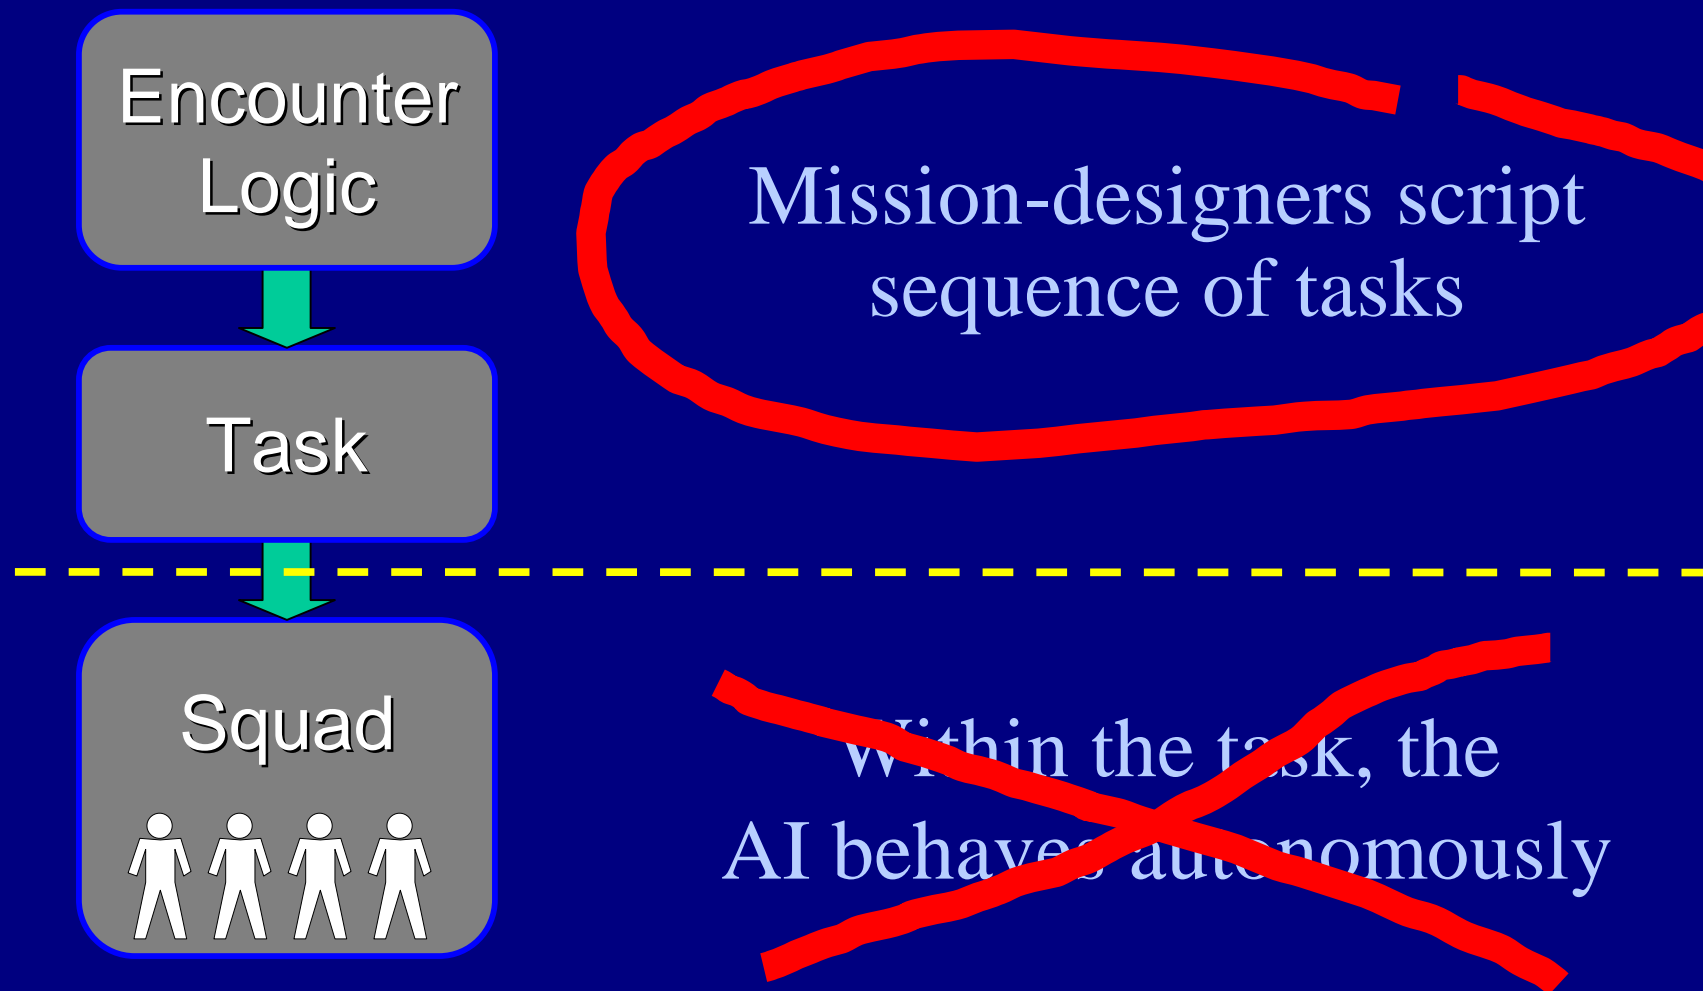 Encounter
Logic
Mission-designers script
sequence of tasks
Task
Squad
Within the task, the
AI behaves autonomously